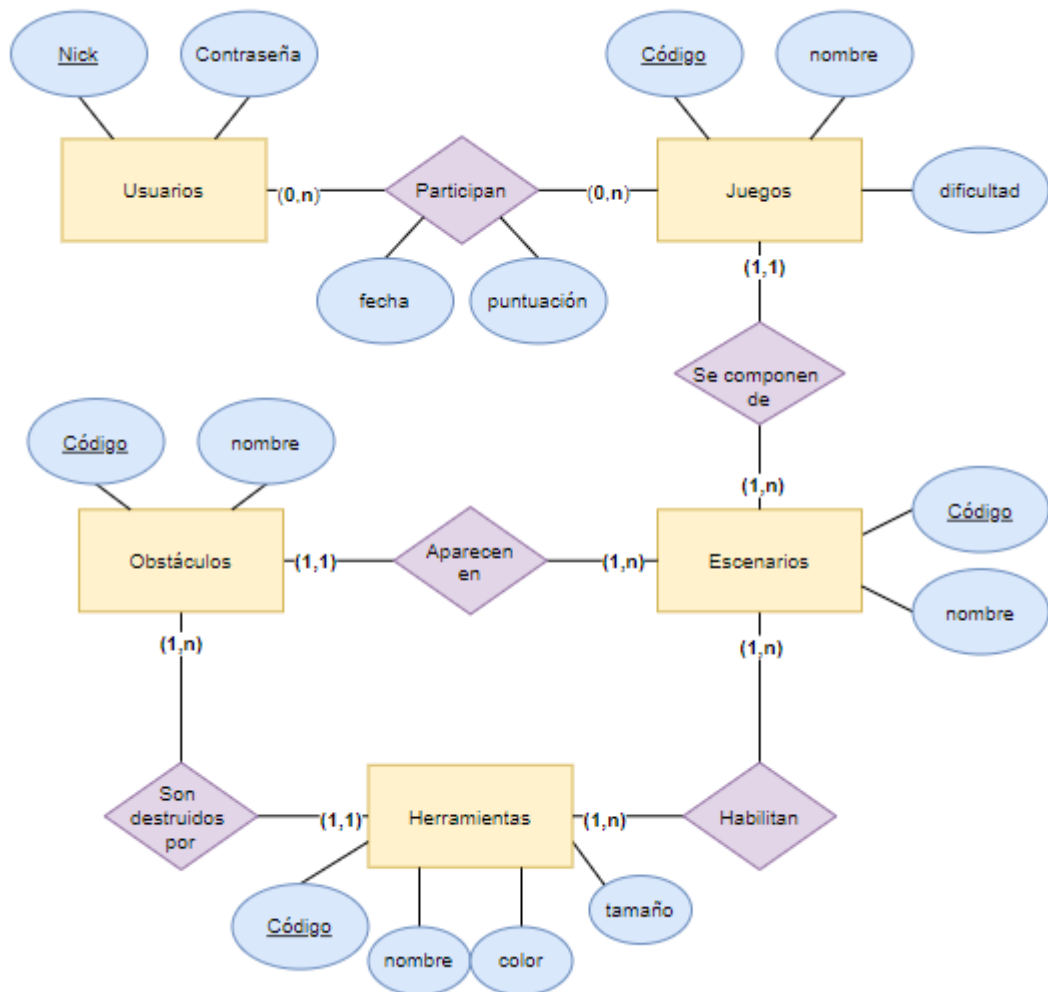 Nick
Contraseña
Código
nombre
Usuarios
(0,n)
Participan
(0,n)
Juegos
dificultad
fecha
puntuación
(1,1)
Se componen
de
Código
nombre
(1,n)
Código
Obstáculos
(1,1)
Aparecen
en
(1,n)
Escenarios
nombre
(1,n)
(1,n)
Son
destruidos
por
(1,1)
Herramientas
(1,n)
Habilitan
Código
nombre
color
tamaño